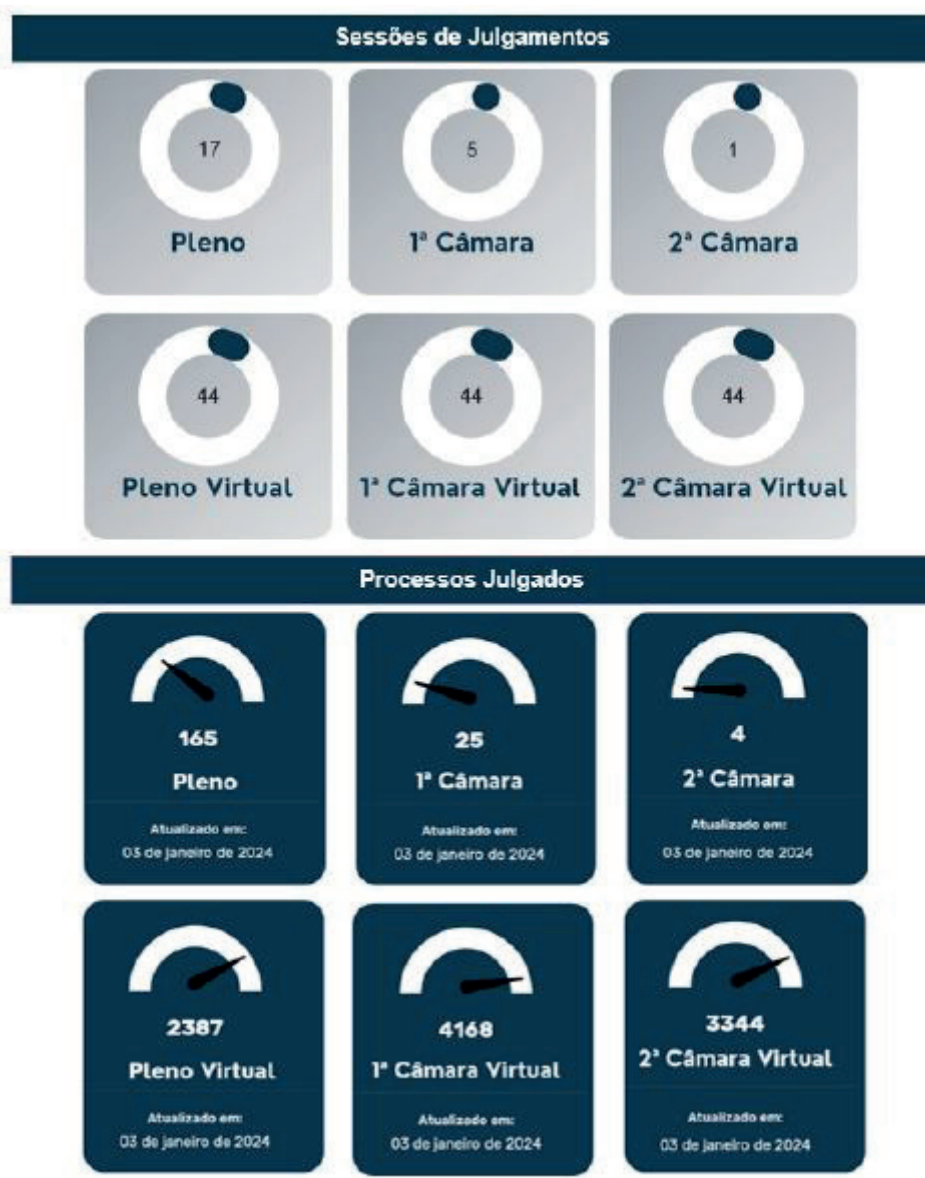 Sessões de Julgamentos
17
5
1
Pleno
1ª Câmara
2ª Câmara
44
44
44
Pleno Virtual
1ª Câmara Virtual
2ª Câmara Virtual
Processos Julgados
165
25
4
Pleno
1ª Câmara
2ª Câmara
Atualizado em:
Atualizado em:
Atualizado em:
03 de janeiro de 2024
03 de janeiro de 2024
03 de janeiro de 2024
2387
4168
3344
Pleno Virtual
1ª Câmara Virtual
2ª Câmara Virtual
Atualizado em:
Atualizado em:
Atualizado em:
03 de janeiro de 2024
03 de janeiro de 2024
03 de janeiro de 2024